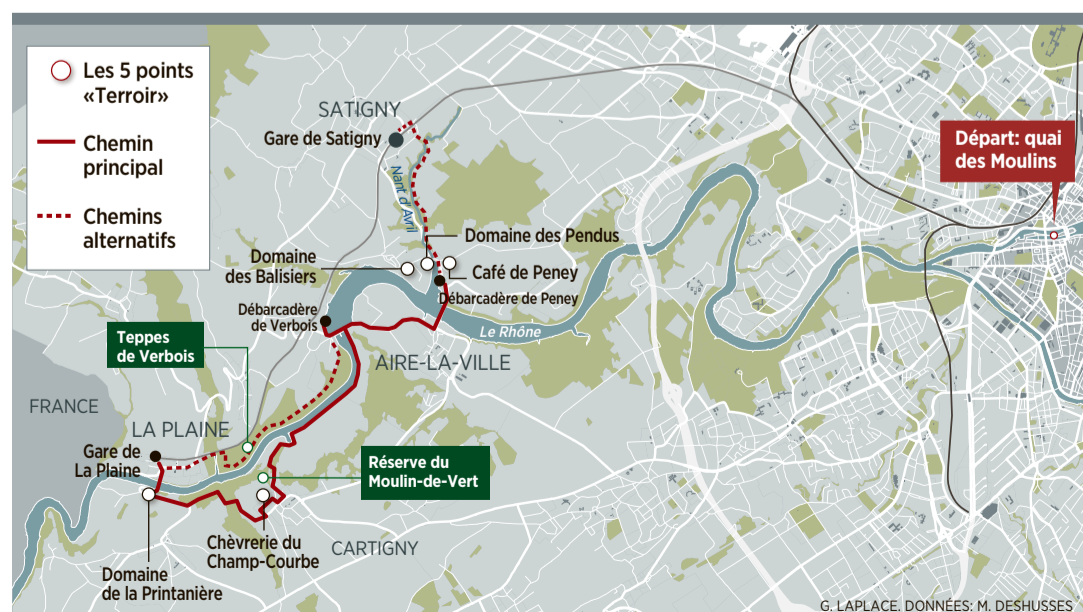 Les 5 points
«Terroir»
Chemin
principal
Chemins
alternatifs
SATIGNY
Gare de Satigny
Nant d'Avril
Départ: quai
des Moulins
Domaine des Pendus
Domaine
des Balisiers
Café de Peney
Débarcadère de Peney
Débarcadère
de Verbois
Le Rhône
Teppes
de Verbois
AIRE-LA-VILLE
FRANCE
LA PLAINE
Gare de
La Plaine
Réserve du
Moulin-de-Vert
Chèvrerie du
Champ-Courbe
CARTIGNY
Domaine
de la Printanière
G. LAPLACE. DONNÉES: M. DESHUSSES